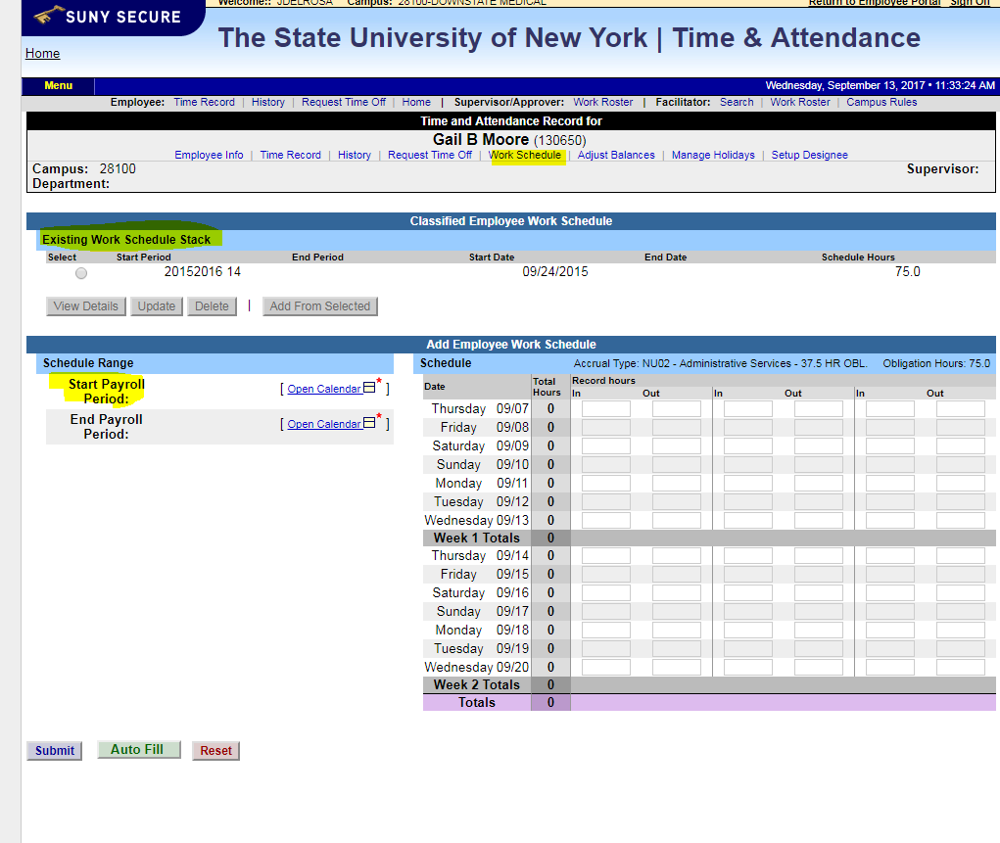 Welcome:: JDELROSA Campus: 28100-DOWNSTATE MEDICAL Return to Employee Portal Sign Off
SUNY SECURE
The State University of New York | Time & Attendance
Home
Menu Wednesday, September 13, 2017 • 11:33:24 AM
Employee: Time Record | History | Request Time Off | Home | Supervisor/Approver: Work Roster | Facilitator: Search | Work Roster | Campus Rules
Time and Attendance Record for
Gail B Moore (130650)
Employee Info | Time Record | History | Request Time Off | Work Schedule | Adjust Balances | Manage Holidays | Setup Designee
Campus: 28100 Supervisor:
Department:
Classified Employee Work Schedule
Existing Work Schedule Stack
Select Start Period End Period Start Date End Date Schedule Hours
20152016 14 09/24/2015 75.0
View Details Update Delete | Add From Selected
Add Employee Work Schedule
Schedule Range
Start Payroll
Period:
[ Open Calendar * ]
End Payroll
Period:
[ Open Calendar * ]
Schedule Accrual Type: NU02 - Administrative Services - 37.5 HR OBL. Obligation Hours: 75.0
Date Total Hours Record hours
In Out In Out In Out
Thursday 09/07 0
Friday 09/08 0
Saturday 09/09 0
Sunday 09/10 0
Monday 09/11 0
Tuesday 09/12 0
Wednesday 09/13 0
Week 1 Totals 0
Thursday 09/14 0
Friday 09/15 0
Saturday 09/16 0
Sunday 09/17 0
Monday 09/18 0
Tuesday 09/19 0
Wednesday 09/20 0
Week 2 Totals 0
Totals 0
Submit Auto Fill Reset